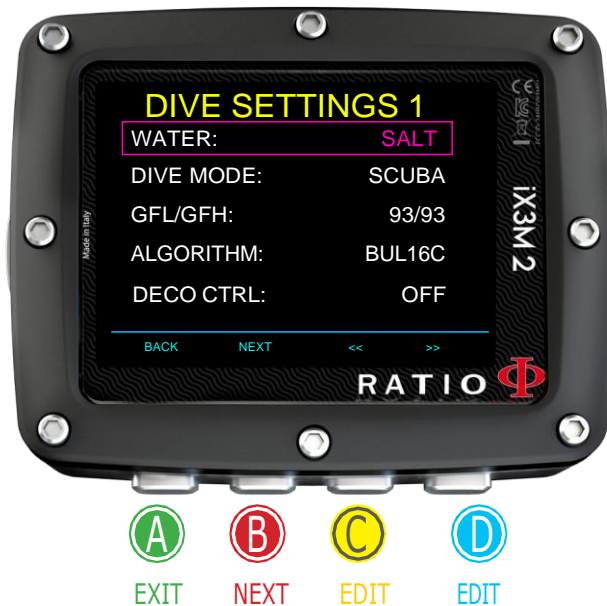 DIVE SETTINGS 1
WATER: SALT
DIVE MODE: SCUBA
GFL/GFH: 93/93
ALGORITHM: BUL16C
DECO CTRL: OFF
BACK NEXT << >>
Made in Italy
iX3M 2
RATIO
A B C D
EXIT NEXT EDIT EDIT